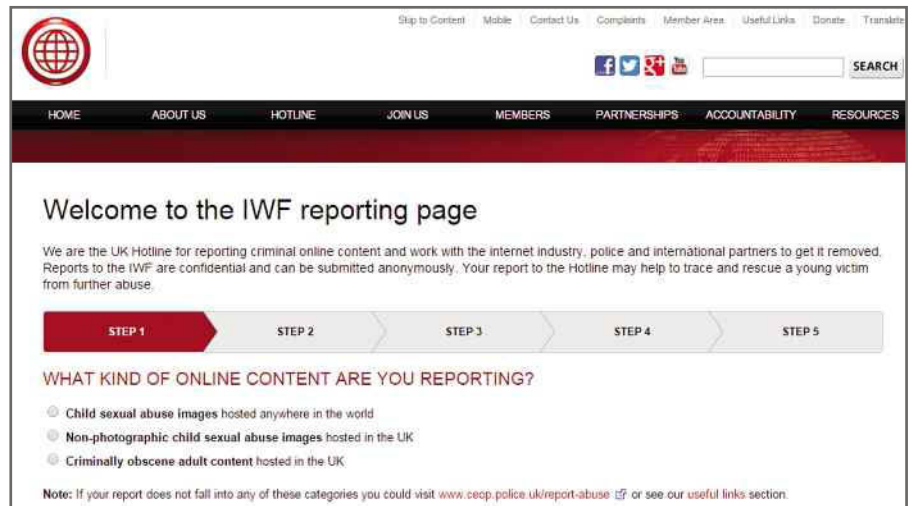 Skip to Content Mobile Contact Us Complaints Member Area Useful Links Donate Translate
SEARCH
HOME ABOUT US HOTLINE JOIN US MEMBERS PARTNERSHIPS ACCOUNTABILITY RESOURCES
Welcome to the IWF reporting page
We are the UK Hotline for reporting criminal online content and work with the internet industry, police and international partners to get it removed.
Reports to the IWF are confidential and can be submitted anonymously. Your report to the Hotline may help to trace and rescue a young victim
from further abuse.
STEP 1 STEP 2 STEP 3 STEP 4 STEP 5
WHAT KIND OF ONLINE CONTENT ARE YOU REPORTING?
Child sexual abuse images hosted anywhere in the world
Non-photographic child sexual abuse images hosted in the UK
Criminally obscene adult content hosted in the UK
Note: If your report does not fall into any of these categories you could visit www.ceop.police.uk/report-abuse or see our useful links section.